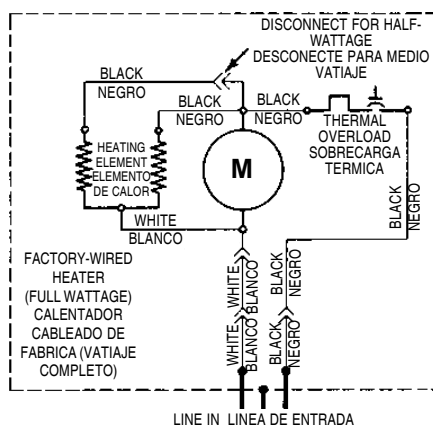 DISCONNECT FOR HALF-
WATTAGE
DESCONECTE PARA MEDIO
VATIAJE
BLACK
NEGRO
BLACK
NEGRO
BLACK
NEGRO
THERMAL
OVERLOAD
SOBRECARGA
TERMICA
HEATING
ELEMENT
ELEMENTO
DE CALOR
M
BLACK
NEGRO
WHITE
BLANCO
FACTORY-WIRED
HEATER
(FULL WATTAGE)
CALENTADOR
CABLEADO DE
FABRICA (VATIAJE
COMPLETO)
WHITE
BLANCO
BLACK
NEGRO
WHITE
BLANCO
BLACK
NEGRO
LINE IN LINEA DE ENTRADA